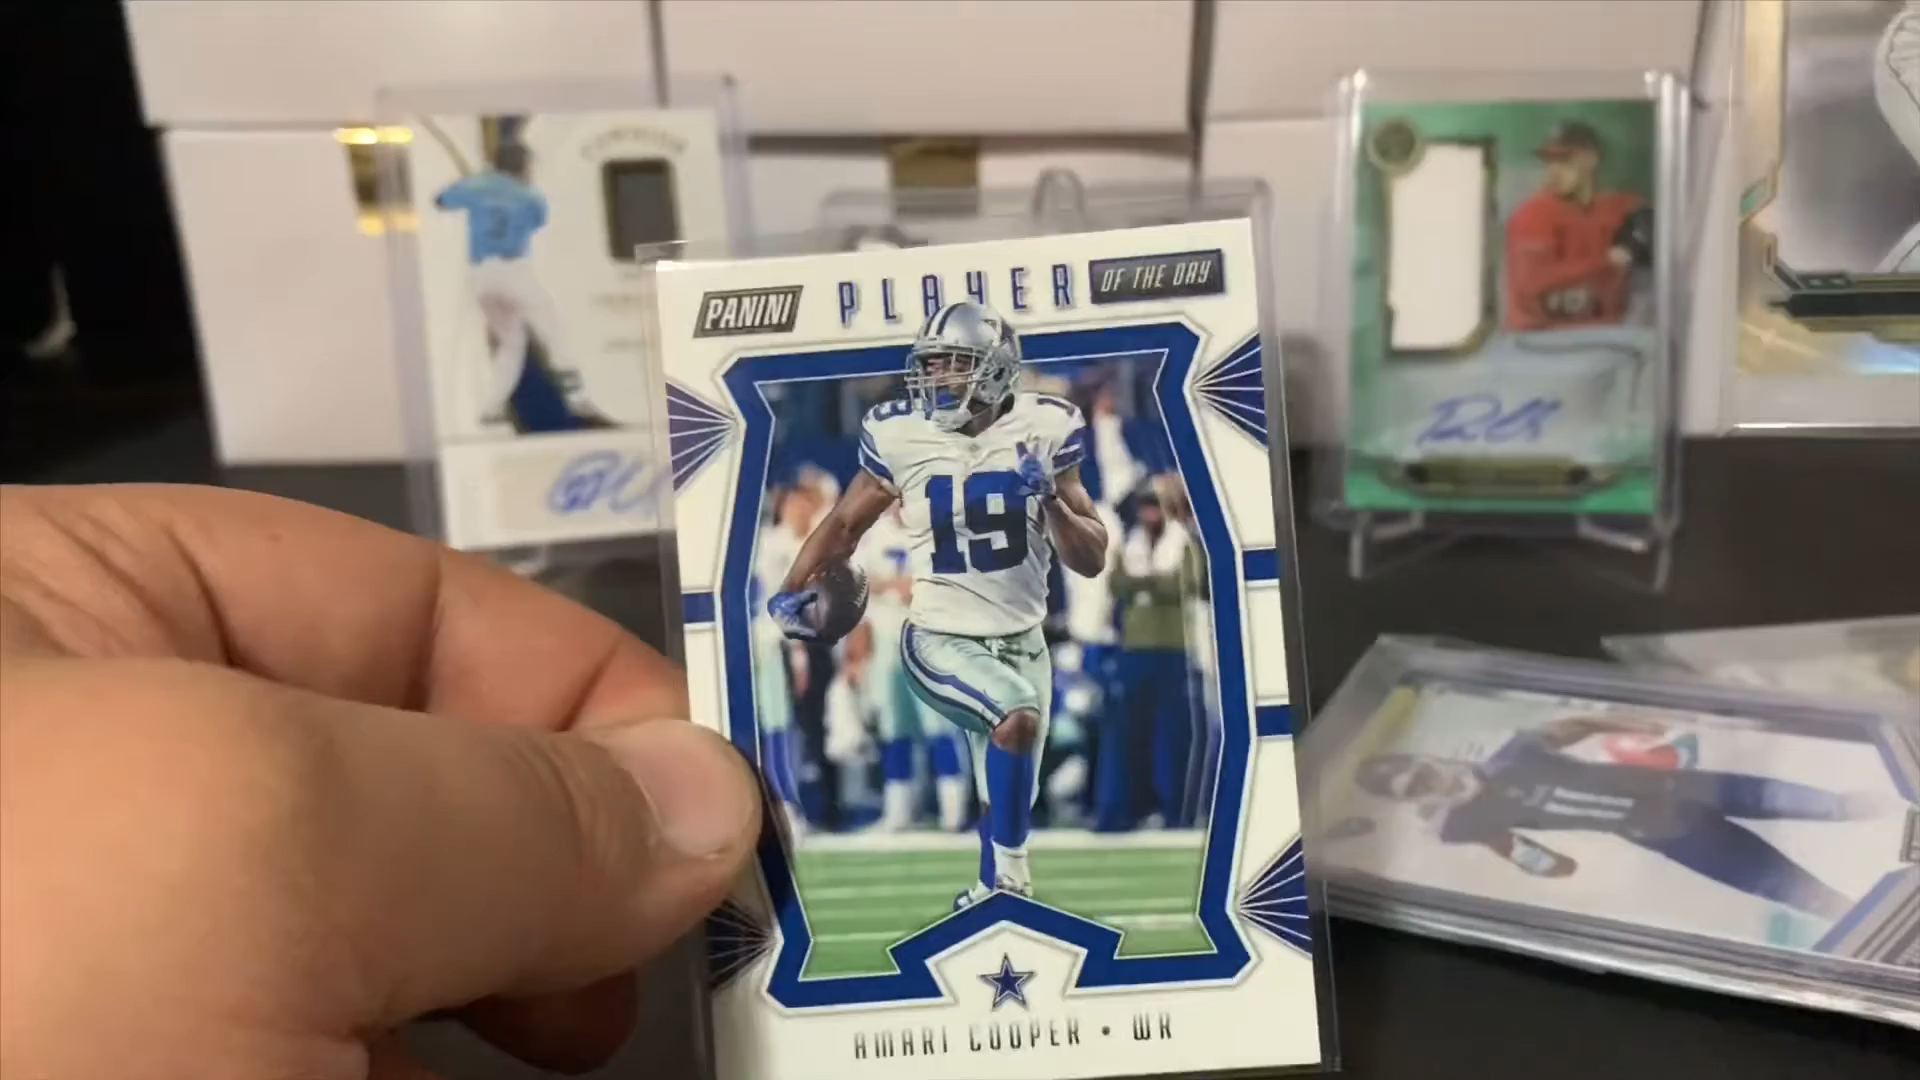 PANINI PLAYER OF THE DAY
19
AMARI COOPER • WR